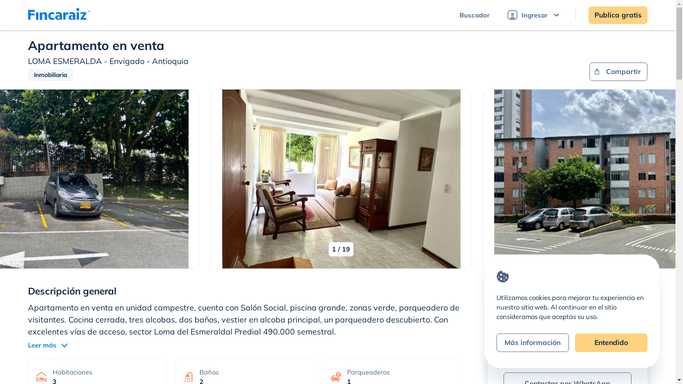 Fincaraiz
Buscador
Ingresar
Publica gratis
Apartamento en venta
LOMA ESMERALDA - Envigado - Antioquia
Inmobiliaria
Compartir
1 / 19
Descripción general
Apartamento en venta en unidad campestre, cuenta con Salón Social, piscina grande, zonas verde, parqueadero de
visitantes. Cocina cerrada, tres alcobas, dos baños, vestier en alcoba principal, un parqueadero descubierto. Con
excelentes vías de acceso, sector Loma del Esmeraldal Predial 490.000 semestral.
Leer más
Habitaciones
3
Baños
2
Parqueaderos
1
Utilizamos cookies para mejorar tu experiencia en
nuestro sitio web. Al continuar en el sitio
consideramos que aceptas su uso.
Más información
Entendido
Contactar por WhatsApp